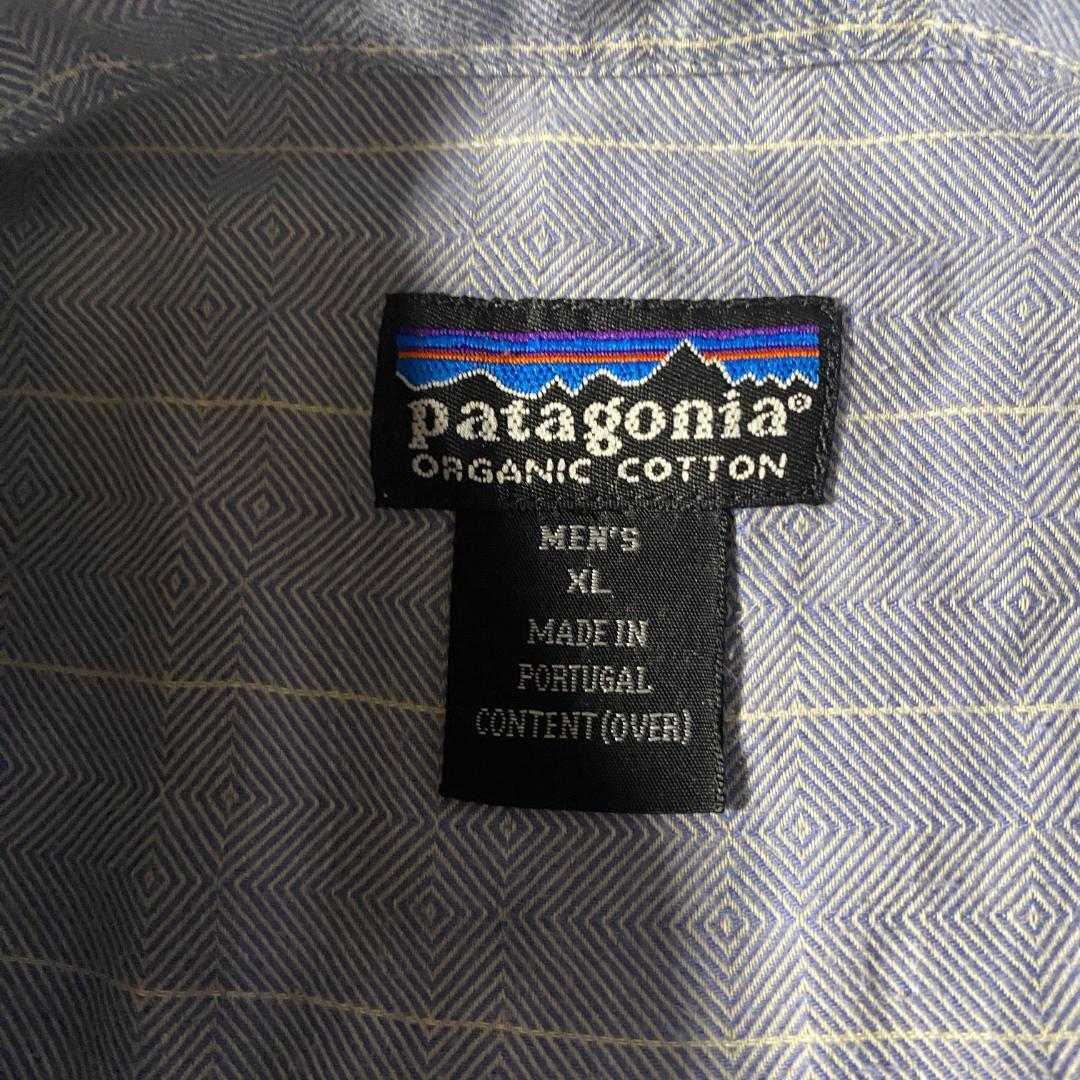 patagonia®
ORGANIC COTTON
MEN'S
XL
MADE IN
PORTUGAL
CONTENT (OVER)